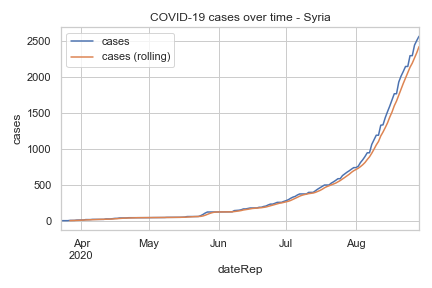 COVID-19 cases over time - Syria
cases
cases (rolling)
2500
2000
1500
1000
500
0
cases
Apr
2020
May
Jun
Jul
Aug
dateRep